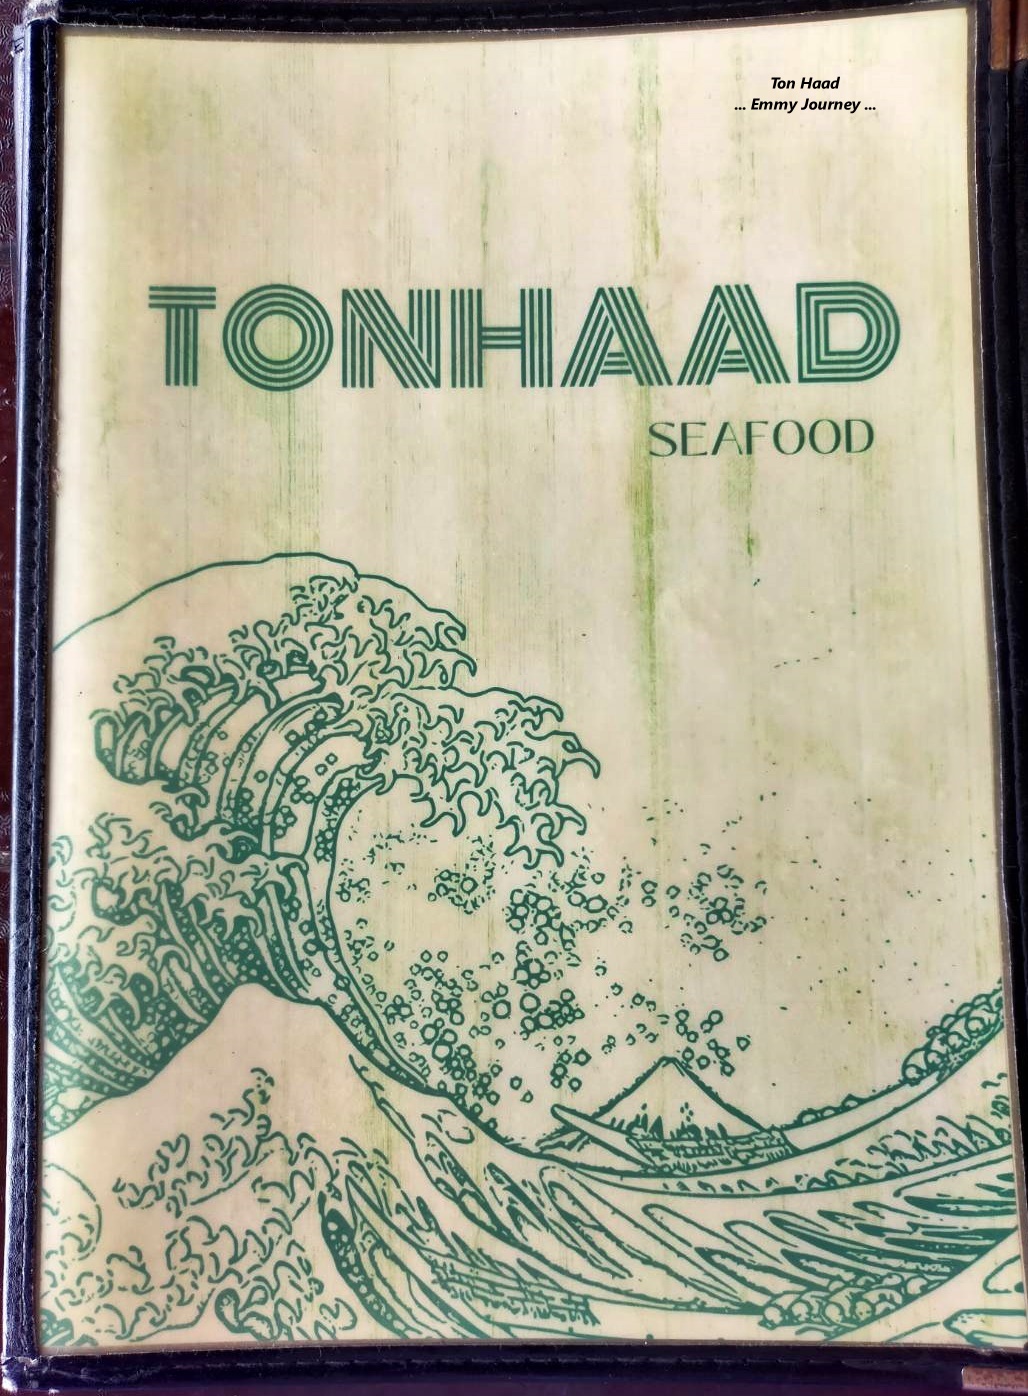 Ton Haad
... Emmy Journey ...
TONHAAD
SEAFOOD